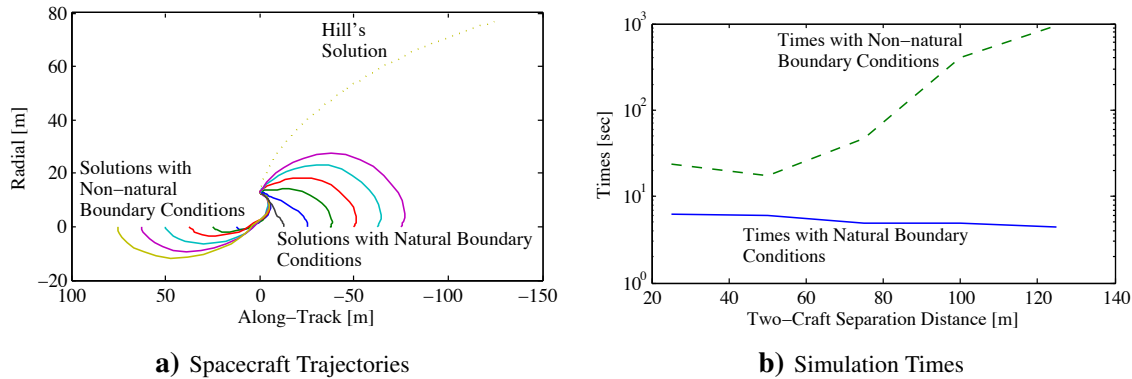 80
60
40
20
0
−20
Radial [m]
Hill's
Solution
Solutions with
Non−natural
Boundary Conditions
Solutions with Natural Boundary
Conditions
100
50
0
−50
−100
−150
Along−Track [m]
a) Spacecraft Trajectories
10^3
10^2
10^1
10^0
Times [sec]
Times with Non−natural
Boundary Conditions
Times with Natural Boundary
Conditions
20
40
60
80
100
120
140
Two−Craft Separation Distance [m]
b) Simulation Times